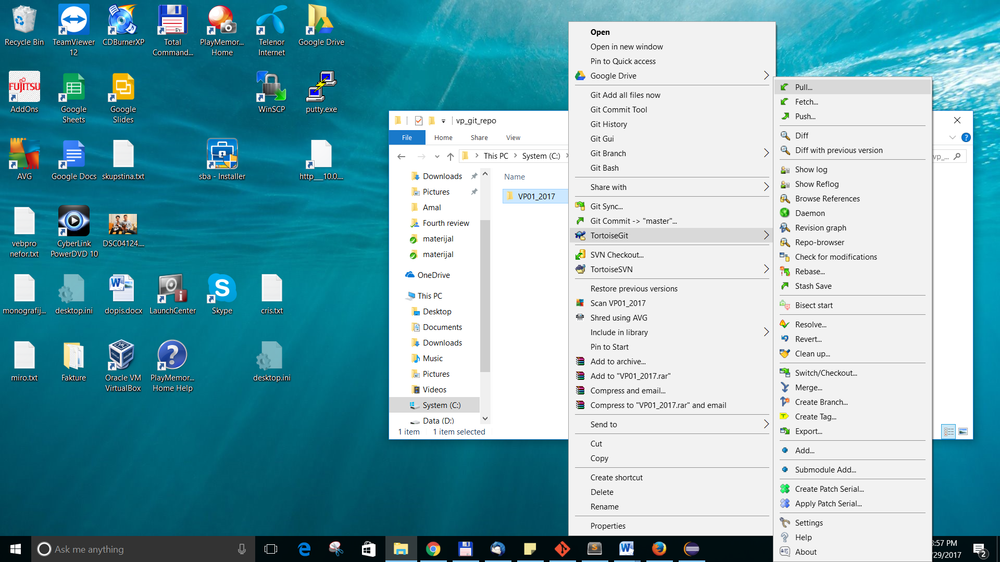 Recycle Bin
TeamViewer 12
CDBurnerXP
Total Command...
PlayMemor... Home
Telenor Internet
Google Drive
FUJITSU
AddOns
Google Sheets
Google Slides
WinSCP
putty.exe
AVG
Google Docs
skupstina.txt
sba - Installer
http___10.0....
vebpro nefor.txt
CyberLink PowerDVD 10
DSC04124....
monografij...
desktop.ini
dopis.docx
LaunchCenter
Skype
cris.txt
miro.txt
Fakture
Oracle VM VirtualBox
PlayMemor... Home Help
desktop.ini
vp_git_repo
File
Home
Share
View
This PC
System (C:)
vp_...
Downloads
Pictures
Amal
Fourth review
materijal
materijal
OneDrive
This PC
Desktop
Documents
Downloads
Music
Pictures
Videos
System (C:)
Data (D:)
Name
VP01_2017
1 item
1 item selected
Open
Open in new window
Pin to Quick access
Google Drive
Git Add all files now
Git Commit Tool
Git History
Git Gui
Git Branch
Git Bash
Share with
Git Sync...
Git Commit -> "master"...
TortoiseGit
SVN Checkout...
TortoiseSVN
Restore previous versions
Scan VP01_2017
Shred using AVG
Include in library
Pin to Start
Add to archive...
Add to "VP01_2017.rar"
Compress and email...
Compress to "VP01_2017.rar" and email
Send to
Cut
Copy
Create shortcut
Delete
Rename
Properties
Pull...
Fetch...
Push...
Diff
Diff with previous version
Show log
Show Reflog
Browse References
Daemon
Revision graph
Repo-browser
Check for modifications
Rebase...
Stash Save
Bisect start
Resolve...
Revert...
Clean up...
Switch/Checkout...
Merge...
Create Branch...
Create Tag...
Export...
Add...
Submodule Add...
Create Patch Serial...
Apply Patch Serial...
Settings
Help
About
Ask me anything
:57 PM
/29/2017
2